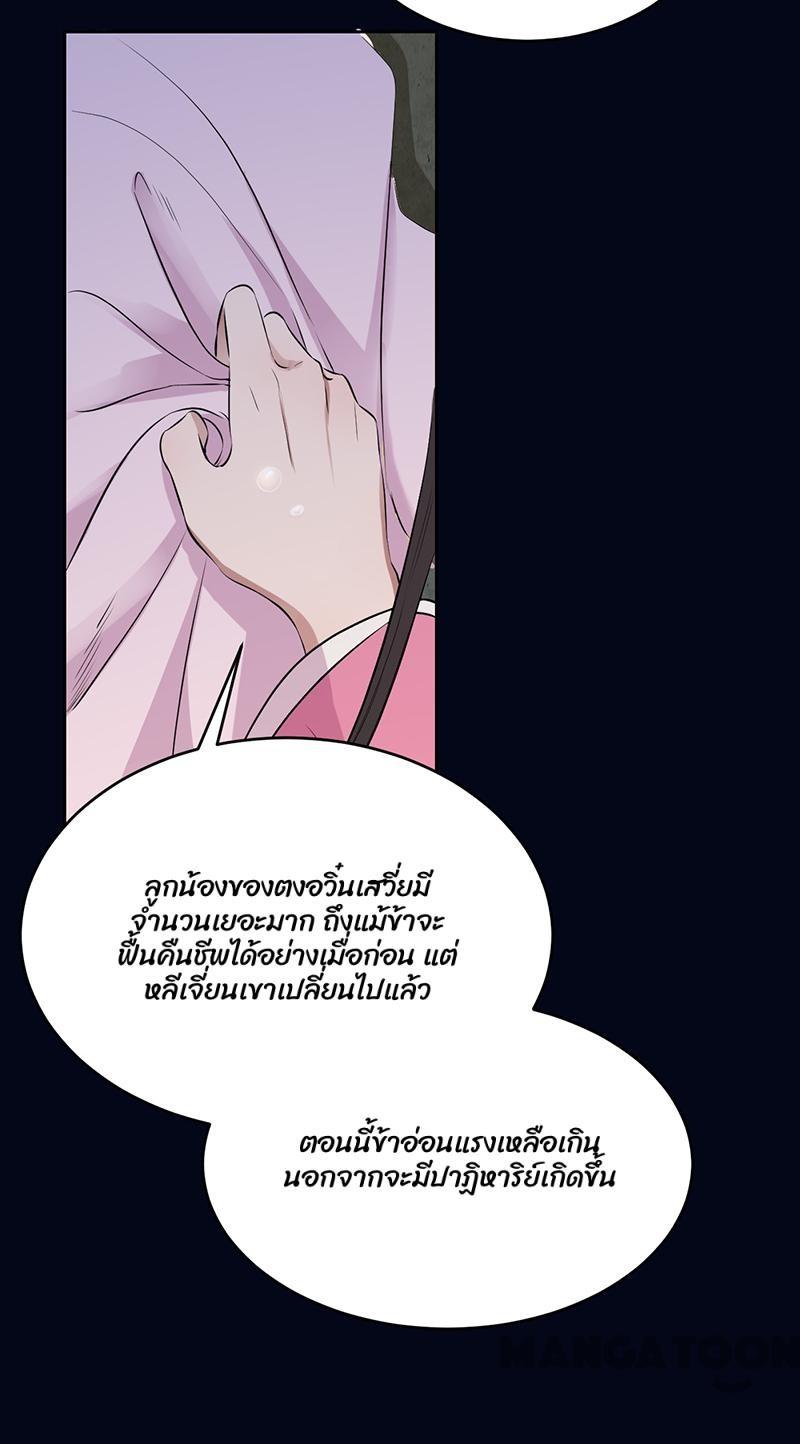 ลูกน้องของตงอวิ๋นเสวี่ยมี
จำนวนเยอะมาก ถึงแม้ข้าจะ
ฟื้นคืนชีพได้อย่างเมื่อก่อน แต่
หลีเจี่ยนเขาเปลี่ยนไปแล้ว
ตอนนี้ข้าอ่อนแรงเหลือเกิน
นอกจากจะมีปาฏิหาริย์เกิดขึ้น
MANGATOON